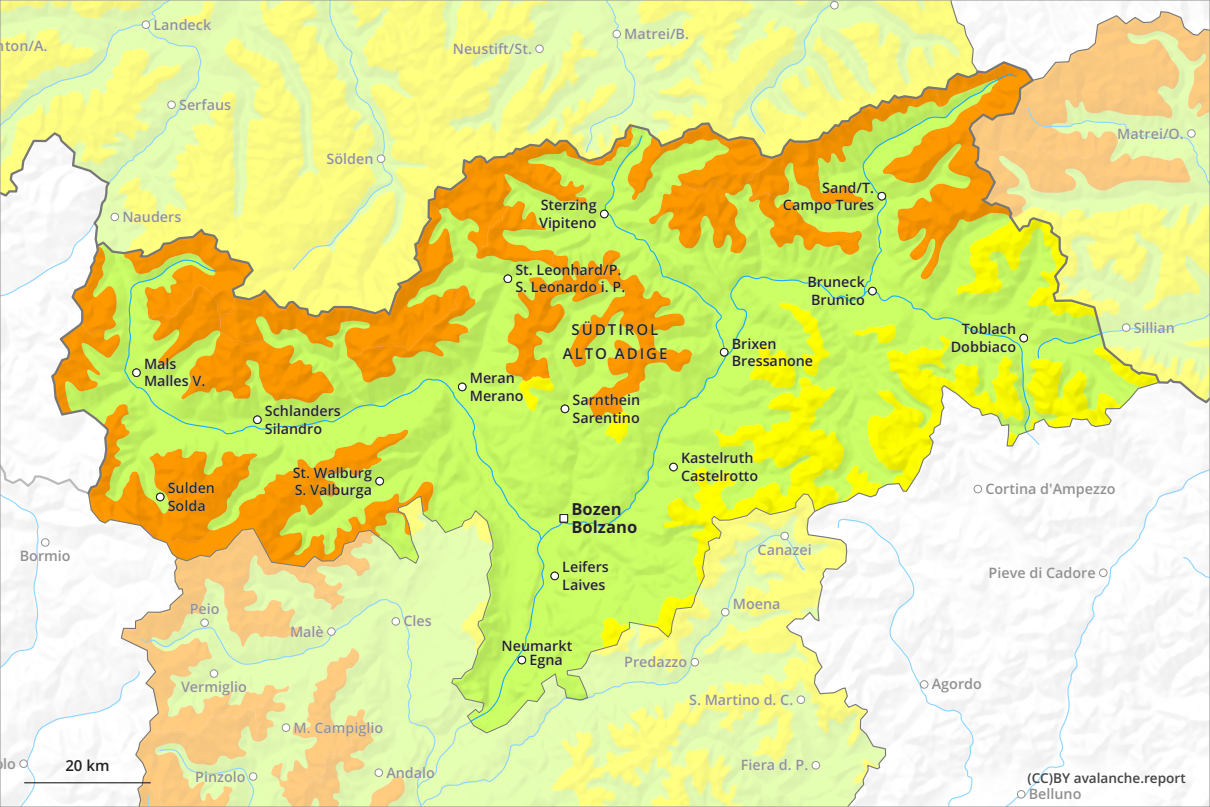 Landeck
nton/A.
Neustift/St.
Matrei/B.
Serfaus
Matrei/O.
Sölden
Sand/T.
Campo Tures
Sterzing
Vipiteno
Nauders
St. Leonhard/P.
S. Leonardo i. P.
Bruneck
Brunico
SÜDTIROL
ALTO ADIGE
Toblach
Dobbiaco
Sillian
Brixen
Bressanone
Mals
Malles V.
Meran
Merano
Sarnthein
Sarentino
Schlanders
Silandro
Kastelruth
Castelrotto
St. Walburg
S. Valburga
Sulden
Solda
Cortina d'Ampezzo
Bozen
Bolzano
Bormio
Canazei
Leifers
Laives
Pieve di Cadore
Peio
Moena
Cles
Malè
Neumarkt
Egna
Predazzo
Vermiglio
Agordo
S. Martino d. C.
M. Campiglio
20 km
olo
Pinzolo
Andalo
Fiera d. P.
(CC)BY avalanche.report
Belluno